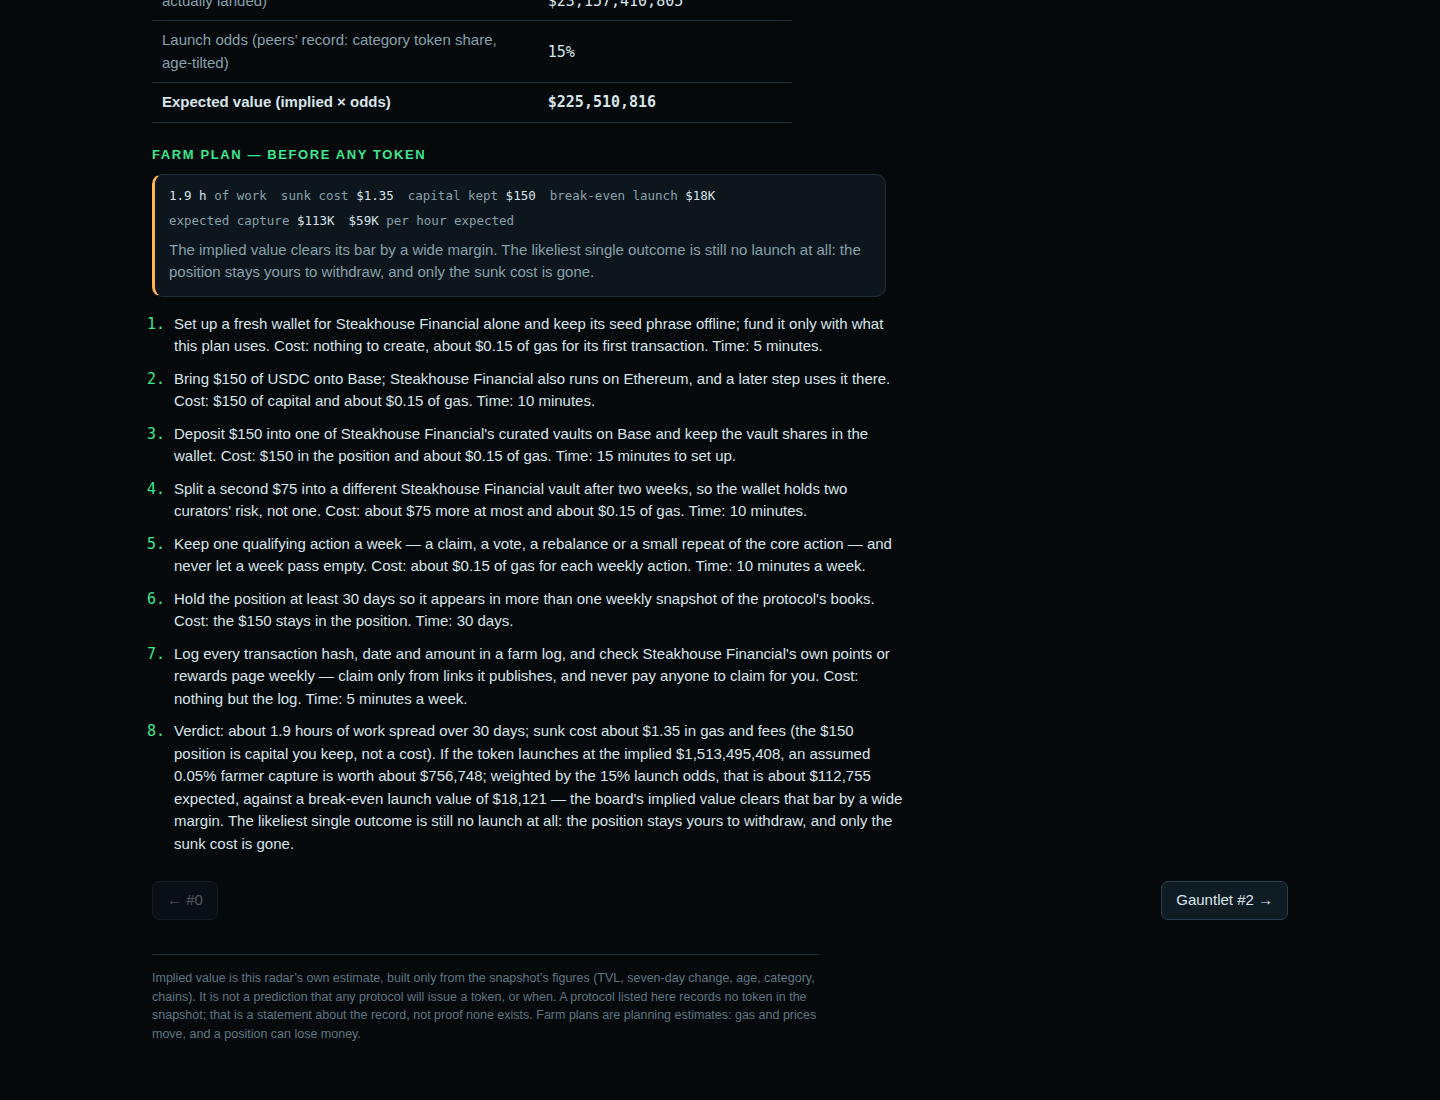 actually landed)
$23,157,410,805
Launch odds (peers’ record: category token share,
age-tilted)
15%
Expected value (implied × odds)
$225,510,816
FARM PLAN — BEFORE ANY TOKEN
1.9 h of work sunk cost $1.35 capital kept $150 break-even launch $18K
expected capture $113K $59K per hour expected
The implied value clears its bar by a wide margin. The likeliest single outcome is still no launch at all: the
position stays yours to withdraw, and only the sunk cost is gone.
1. Set up a fresh wallet for Steakhouse Financial alone and keep its seed phrase offline; fund it only with what
this plan uses. Cost: nothing to create, about $0.15 of gas for its first transaction. Time: 5 minutes.
2. Bring $150 of USDC onto Base; Steakhouse Financial also runs on Ethereum, and a later step uses it there.
Cost: $150 of capital and about $0.15 of gas. Time: 10 minutes.
3. Deposit $150 into one of Steakhouse Financial's curated vaults on Base and keep the vault shares in the
wallet. Cost: $150 in the position and about $0.15 of gas. Time: 15 minutes to set up.
4. Split a second $75 into a different Steakhouse Financial vault after two weeks, so the wallet holds two
curators' risk, not one. Cost: about $75 more at most and about $0.15 of gas. Time: 10 minutes.
5. Keep one qualifying action a week — a claim, a vote, a rebalance or a small repeat of the core action — and
never let a week pass empty. Cost: about $0.15 of gas for each weekly action. Time: 10 minutes a week.
6. Hold the position at least 30 days so it appears in more than one weekly snapshot of the protocol's books.
Cost: the $150 stays in the position. Time: 30 days.
7. Log every transaction hash, date and amount in a farm log, and check Steakhouse Financial's own points or
rewards page weekly — claim only from links it publishes, and never pay anyone to claim for you. Cost:
nothing but the log. Time: 5 minutes a week.
8. Verdict: about 1.9 hours of work spread over 30 days; sunk cost about $1.35 in gas and fees (the $150
position is capital you keep, not a cost). If the token launches at the implied $1,513,495,408, an assumed
0.05% farmer capture is worth about $756,748; weighted by the 15% launch odds, that is about $112,755
expected, against a break-even launch value of $18,121 — the board's implied value clears that bar by a wide
margin. The likeliest single outcome is still no launch at all: the position stays yours to withdraw, and only the
sunk cost is gone.
← #0
Gauntlet #2 →
Implied value is this radar’s own estimate, built only from the snapshot’s figures (TVL, seven-day change, age, category,
chains). It is not a prediction that any protocol will issue a token, or when. A protocol listed here records no token in the
snapshot; that is a statement about the record, not proof none exists. Farm plans are planning estimates: gas and prices
move, and a position can lose money.